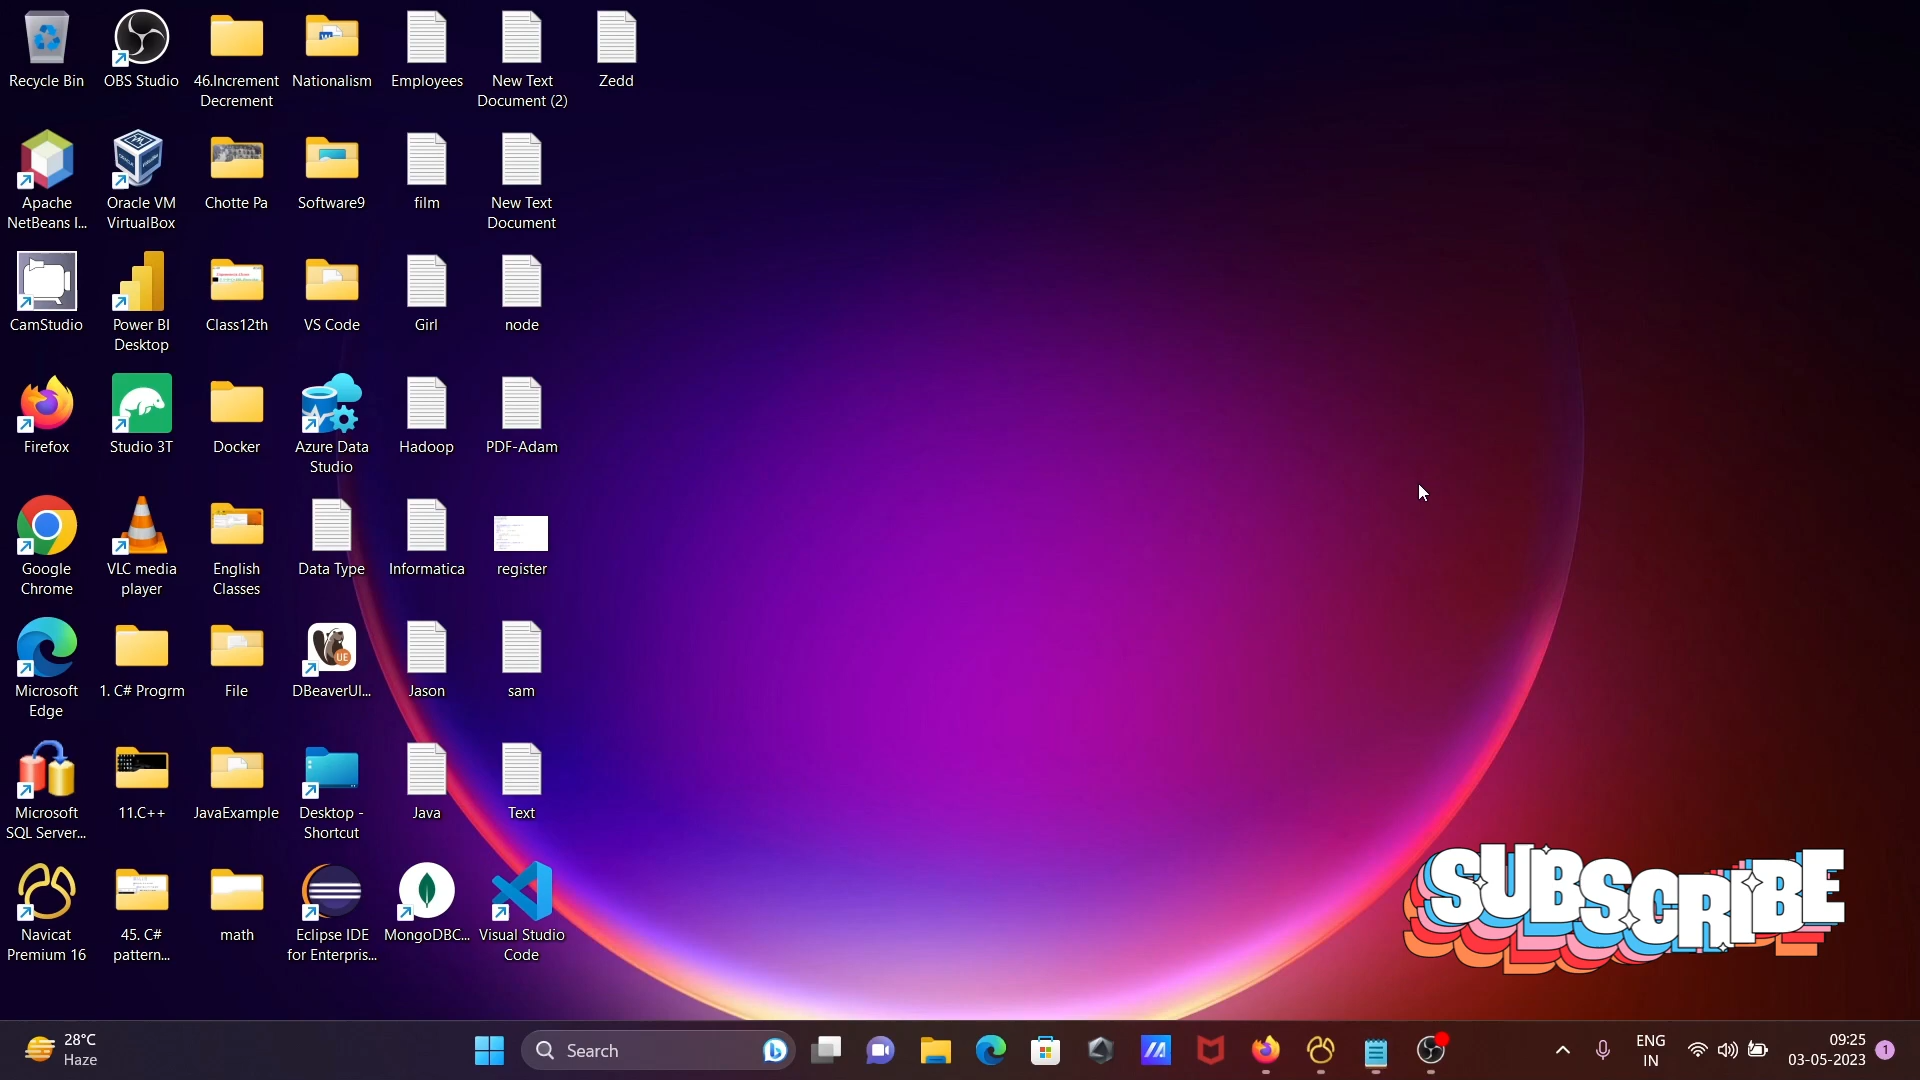 Recycle Bin
OBS Studio
46.Increment
Decrement
Nationalism
Employees
New Text
Document (2)
Zedd
Apache
NetBeans I...
Oracle VM
VirtualBox
Chotte Pa
Software9
film
New Text
Document
CamStudio
Power BI
Desktop
Class12th
VS Code
Girl
node
Firefox
Studio 3T
Docker
Azure Data
Studio
Hadoop
PDF-Adam
Google
Chrome
VLC media
player
English
Classes
Data Type
Informatica
register
Microsoft
Edge
1. C# Progrm
File
UE
DBeaverUl...
Jason
sam
Microsoft
SQL Server...
11.C++
JavaExample
Desktop -
Shortcut
Java
Text
Navicat
Premium 16
45. C#
pattern...
math
Eclipse IDE
for Enterpris...
MongoDBC...
Visual Studio
Code
SUBSCRIBE
28°C
Haze
Search
ENG
IN
09:25
03-05-2023
1